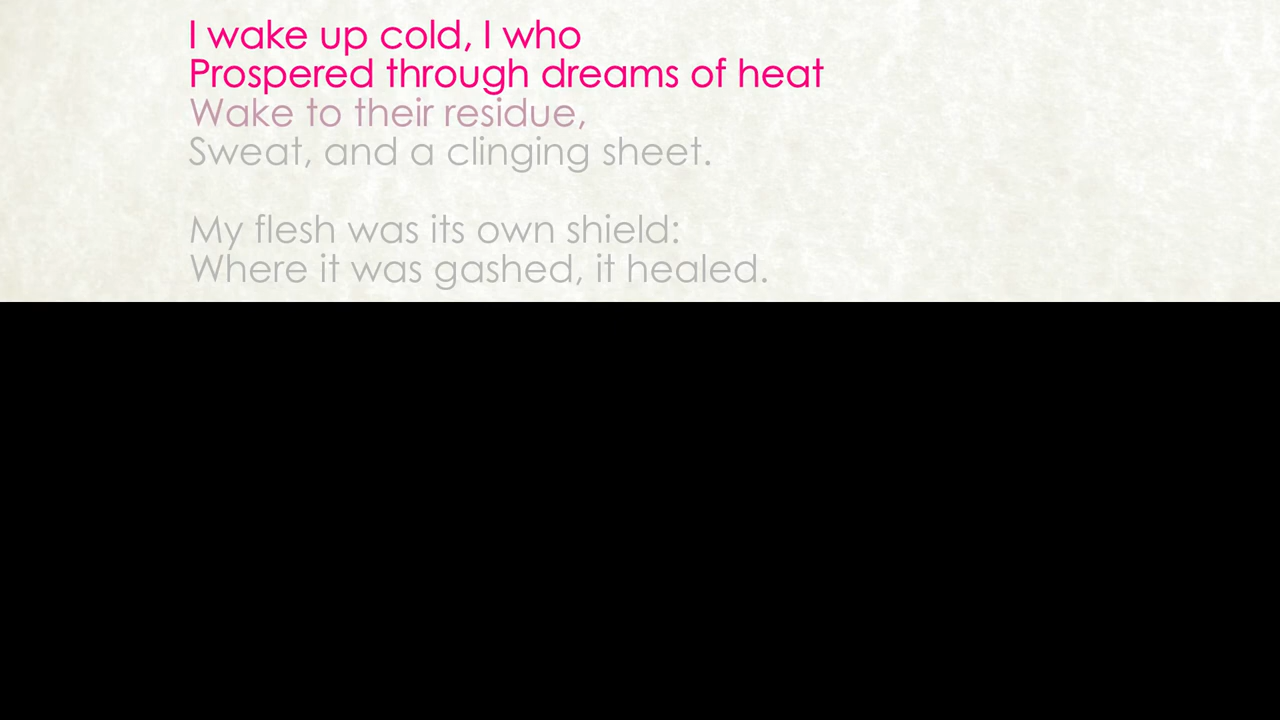 I wake up cold, I who
Prospered through dreams of heat
Wake to their residue,
Sweat, and a clinging sheet.
My flesh was its own shield:
Where it was gashed, it healed.